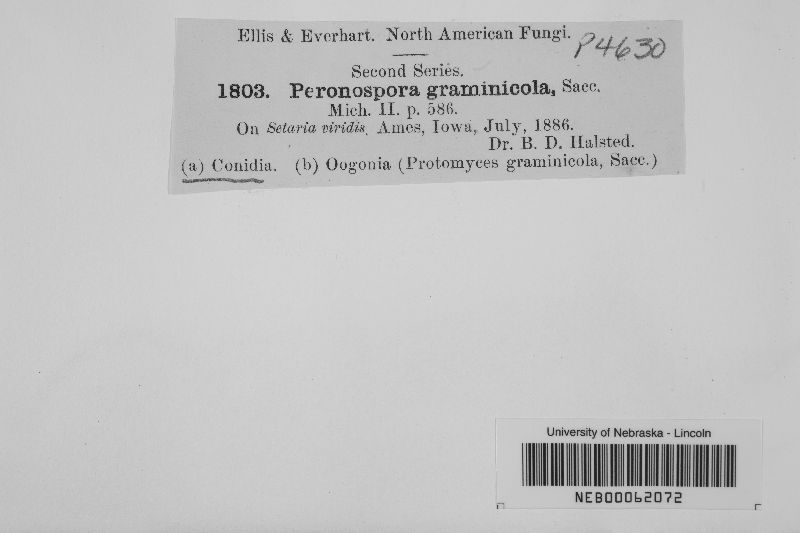 Ellis & Everhart. North American Fungi.
P4630
Second Series.
1803. Peronospora graminicola, Sacc.
Mich. II. p. 586.
On Setaria viridis, Ames, Iowa, July, 1886.
Dr. B. D. Halsted.
(a) Conidia. (b) Oogonia (Protomyces graminicola, Sacc.)
University of Nebraska - Lincoln
NEB00062072